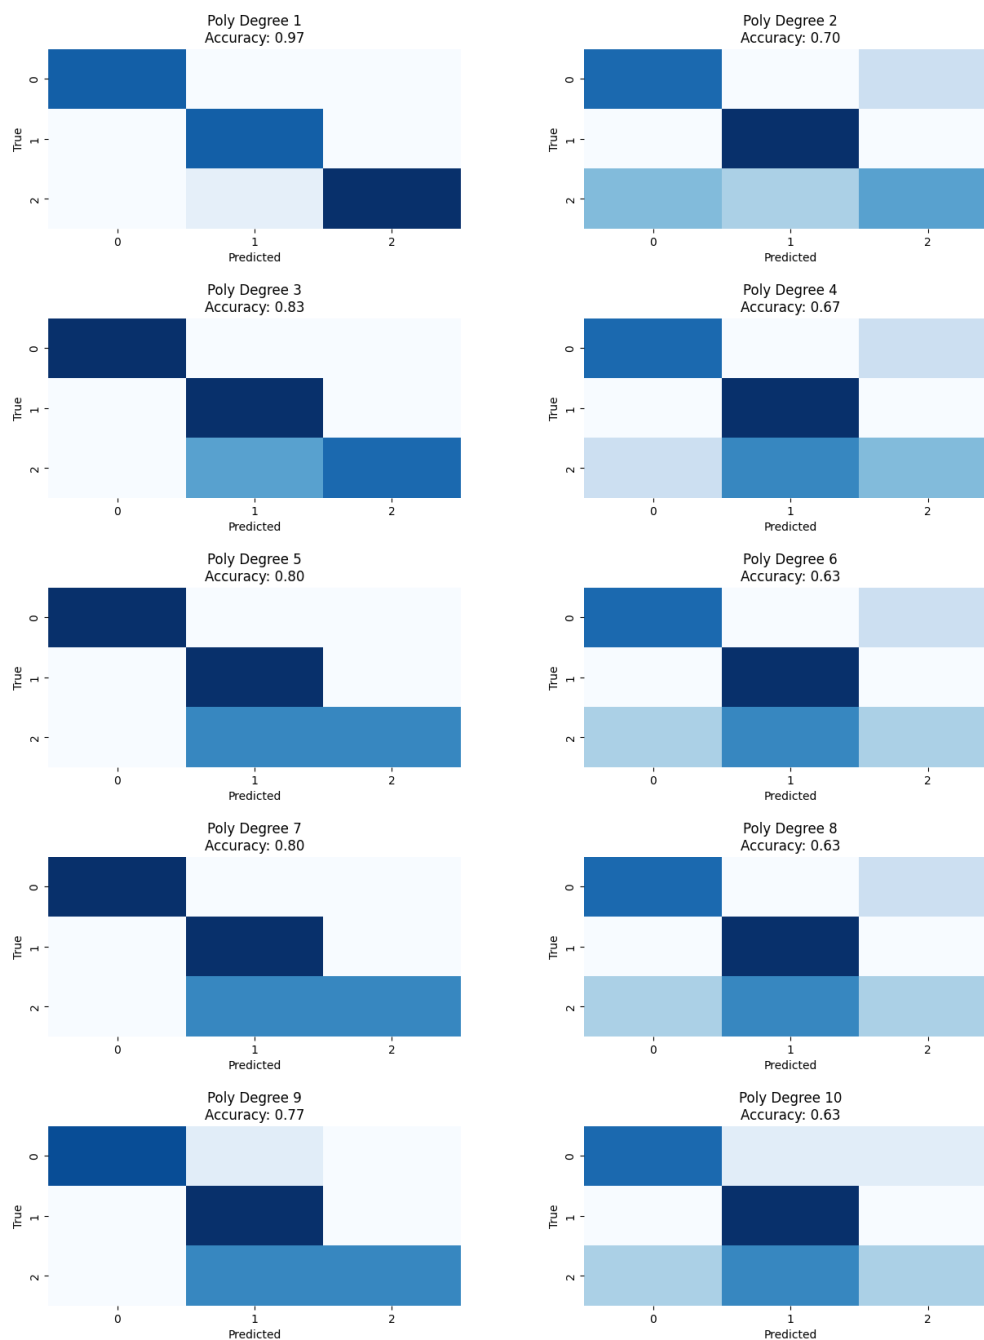 Poly Degree 1
Accuracy: 0.97
True
0
1
2
0 1 2
Predicted
Poly Degree 2
Accuracy: 0.70
True
0
1
2
0 1 2
Predicted
Poly Degree 3
Accuracy: 0.83
True
0
1
2
0 1 2
Predicted
Poly Degree 4
Accuracy: 0.67
True
0
1
2
0 1 2
Predicted
Poly Degree 5
Accuracy: 0.80
True
0
1
2
0 1 2
Predicted
Poly Degree 6
Accuracy: 0.63
True
0
1
2
0 1 2
Predicted
Poly Degree 7
Accuracy: 0.80
True
0
1
2
0 1 2
Predicted
Poly Degree 8
Accuracy: 0.63
True
0
1
2
0 1 2
Predicted
Poly Degree 9
Accuracy: 0.77
True
0
1
2
0 1 2
Predicted
Poly Degree 10
Accuracy: 0.63
True
0
1
2
0 1 2
Predicted